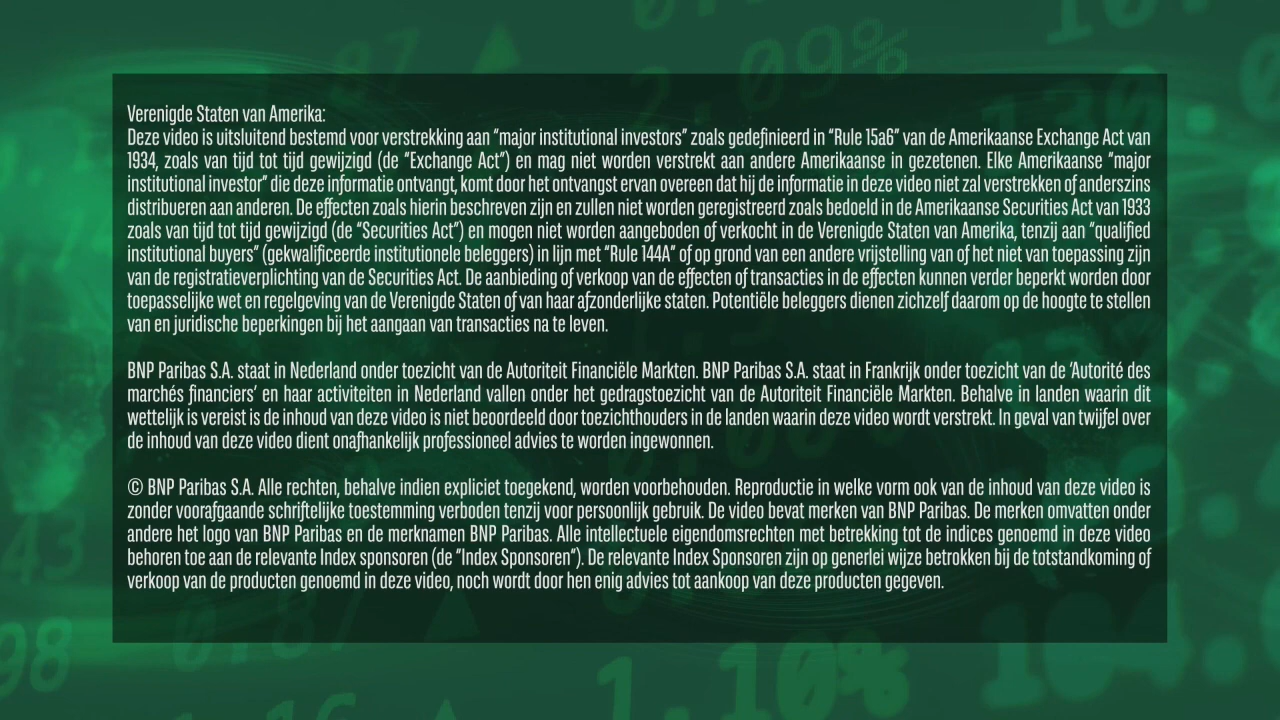 Verenigde Staten van Amerika:
Deze video is uitsluitend bestemd voor verstrekking aan “major institutional investors” zoals gedefinieerd in “Rule 15a6” van de Amerikaanse Exchange Act van
1934, zoals van tijd tot tijd gewijzigd (de “Exchange Act”) en mag niet worden verstrekt aan andere Amerikaanse in gezetenen. Elke Amerikaanse “major
institutional investor” die deze informatie ontvangt, komt door het ontvangst ervan overeen dat hij de informatie in deze video niet zal verstrekken of anderszins
distribueren aan anderen. De effecten zoals hierin beschreven zijn en zullen niet worden geregistreerd zoals bedoeld in de Amerikaanse Securities Act van 1933
zoals van tijd tot tijd gewijzigd (de “Securities Act”) en mogen niet worden aangeboden of verkocht in de Verenigde Staten van Amerika, tenzij aan “qualified
institutional buyers” (gekwalificeerde institutionele beleggers) in lijn met “Rule 144A” of op grond van een andere vrijstelling van of het niet van toepassing zijn
van de registratieverplichting van de Securities Act. De aanbieding of verkoop van de effecten of transacties in de effecten kunnen verder beperkt worden door
toepasselijke wet en regelgeving van de Verenigde Staten of van haar afzonderlijke staten. Potentiële beleggers dienen zichzelf daarom op de hoogte te stellen
van en juridische beperkingen bij het aangaan van transacties na te leven.
BNP Paribas S.A. staat in Nederland onder toezicht van de Autoriteit Financiële Markten. BNP Paribas S.A. staat in Frankrijk onder toezicht van de ‘Autorité des
marchés financiers’ en haar activiteiten in Nederland vallen onder het gedragstoezicht van de Autoriteit Financiële Markten. Behalve in landen waarin dit
wettelijk is vereist is de inhoud van deze video is niet beoordeeld door toezichthouders in de landen waarin deze video wordt verstrekt. In geval van twijfel over
de inhoud van deze video dient onafhankelijk professioneel advies te worden ingewonnen.
© BNP Paribas S.A. Alle rechten, behalve indien expliciet toegekend, worden voorbehouden. Reproductie in welke vorm ook van de inhoud van deze video is
zonder voorafgaande schriftelijke toestemming verboden tenzij voor persoonlijk gebruik. De video bevat merken van BNP Paribas. De merken omvatten onder
andere het logo van BNP Paribas en de merknamen BNP Paribas. Alle intellectuele eigendomsrechten met betrekking tot de indices genoemd in deze video
behoren toe aan de relevante Index sponsoren (de “Index Sponsoren”). De relevante Index Sponsoren zijn op generlei wijze betrokken bij de totstandkoming of
verkoop van de producten genoemd in deze video, noch wordt door hen enig advies tot aankoop van deze producten gegeven.
1.10%